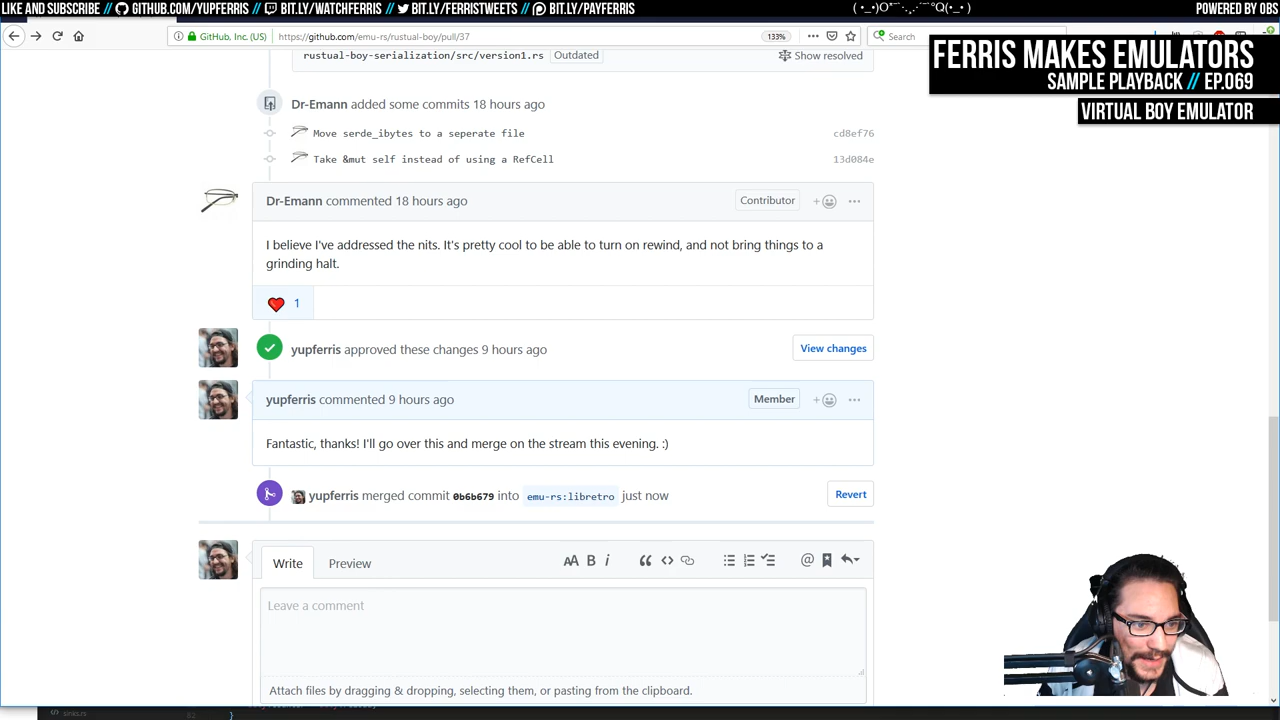 LIKE AND SUBSCRIBE // GITHUB.COM/YUPFERRIS // BIT.LY/WATCHFERRIS // BIT.LY/FERRISTWEETS // BIT.LY/PAYFERRIS
POWERED BY OBS
GitHub, Inc. (US)
https://github.com/emu-rs/rustual-boy/pull/37
133%
Search
FERRIS MAKES EMULATORS
SAMPLE PLAYBACK // EP.069
VIRTUAL BOY EMULATOR
rustual-boy-serialization/src/version1.rs
Outdated
Show resolved
Dr-Emann added some commits 18 hours ago
Move serde_ibytes to a seperate file
cd8ef76
Take &mut self instead of using a RefCell
13d084e
Dr-Emann commented 18 hours ago
Contributor
I believe I've addressed the nits. It's pretty cool to be able to turn on rewind, and not bring things to a
grinding halt.
1
yupferris approved these changes 9 hours ago
View changes
yupferris commented 9 hours ago
Member
Fantastic, thanks! I'll go over this and merge on the stream this evening. :)
yupferris merged commit 0b6b679 into emu-rs:libretro just now
Revert
Write
Preview
Leave a comment
Attach files by dragging & dropping, selecting them, or pasting from the clipboard.
sinks.rs
82 }